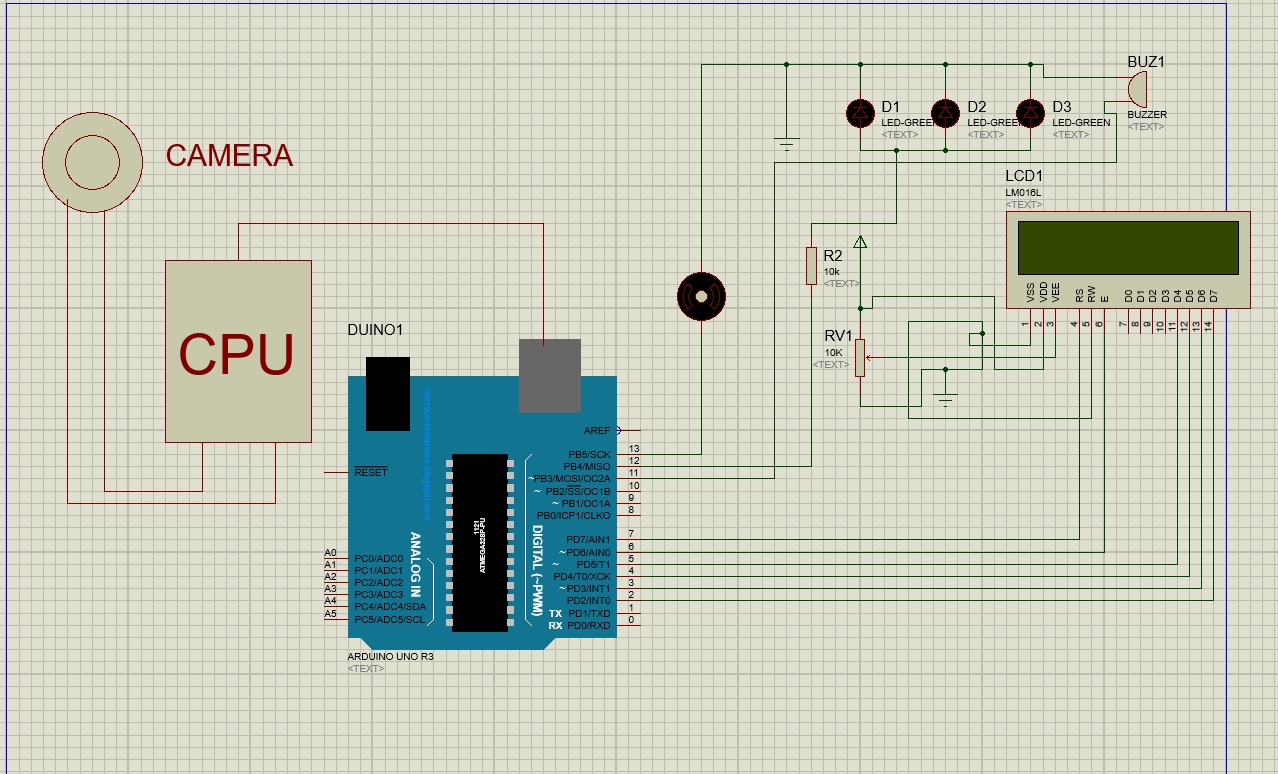 BUZ1
BUZZER
<TEXT>
D1
LED-GREEN
<TEXT>
D2
LED-GREEN
<TEXT>
D3
LED-GREEN
<TEXT>
CAMERA
LCD1
LM016L
<TEXT>
R2
10k
<TEXT>
VSS
VDD
VEE
RS
RW
E
D0
D1
D2
D3
D4
D5
D6
D7
1
2
3
4
5
6
7
8
9
10
11
12
13
14
CPU
RV1
10K
<TEXT>
DUINO1
RESET
AREF
PB5/SCK 13
PB4/MISO 12
~PB3/MOSI/OC2A 11
~ PB2/SS/OC1B 10
~ PB1/OC1A 9
PB0/ICP1/CLKO 8
PD7/AIN1 7
~PD6/AIN0 6
~ PD5/T1 5
PD4/T0/XCK 4
~PD3/INT1 3
PD2/INT0 2
TX PD1/TXD 1
RX PD0/RXD 0
DIGITAL (~PWM)
ANALOG IN
1121
ATMEGA328P-PU
A0 PC0/ADC0
A1 PC1/ADC1
A2 PC2/ADC2
A3 PC3/ADC3
A4 PC4/ADC4/SDA
A5 PC5/ADC5/SCL
ARDUINO UNO R3
<TEXT>